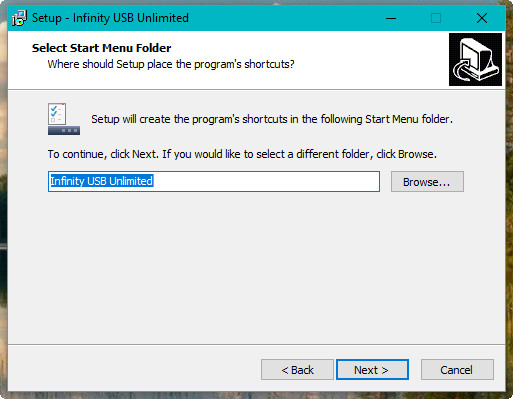 Setup - Infinity USB Unlimited
Select Start Menu Folder
Where should Setup place the program's shortcuts?
Setup will create the program's shortcuts in the following Start Menu folder.
To continue, click Next. If you would like to select a different folder, click Browse.
Infinity USB Unlimited
Browse...
< Back
Next >
Cancel